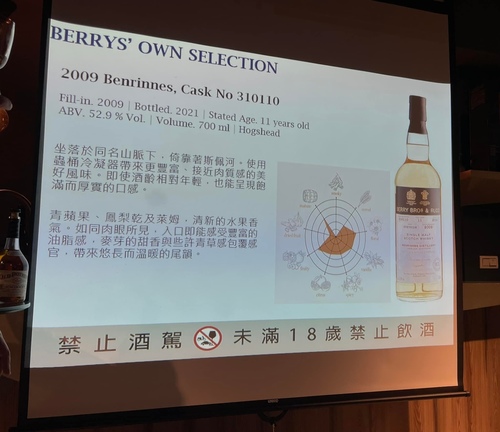 BERRYS' OWN SELECTION
2009 Benrinnes, Cask No 310110
Fill-in. 2009 | Bottled. 2021 | Stated Age. 11 years old
ABV. 52.9 % Vol. | Volume. 700 ml | Hogshead
坐落於同名山脈下，倚靠著斯佩河。使用
蟲桶冷凝器帶來更豐富、接近肉質感的美
好風味。即使酒齡相對年輕，也能呈現飽
滿而厚實的口感。
青蘋果、鳳梨乾及萊姆，清新的水果香
氣。如同肉眼所見，入口即能感受豐富的
油脂感，麥芽的甜香與些許青草感包覆感
官，帶來悠長而溫暖的尾韻。
BERRY BROS & RUDD
禁止酒駕 未滿18歲禁止飲酒